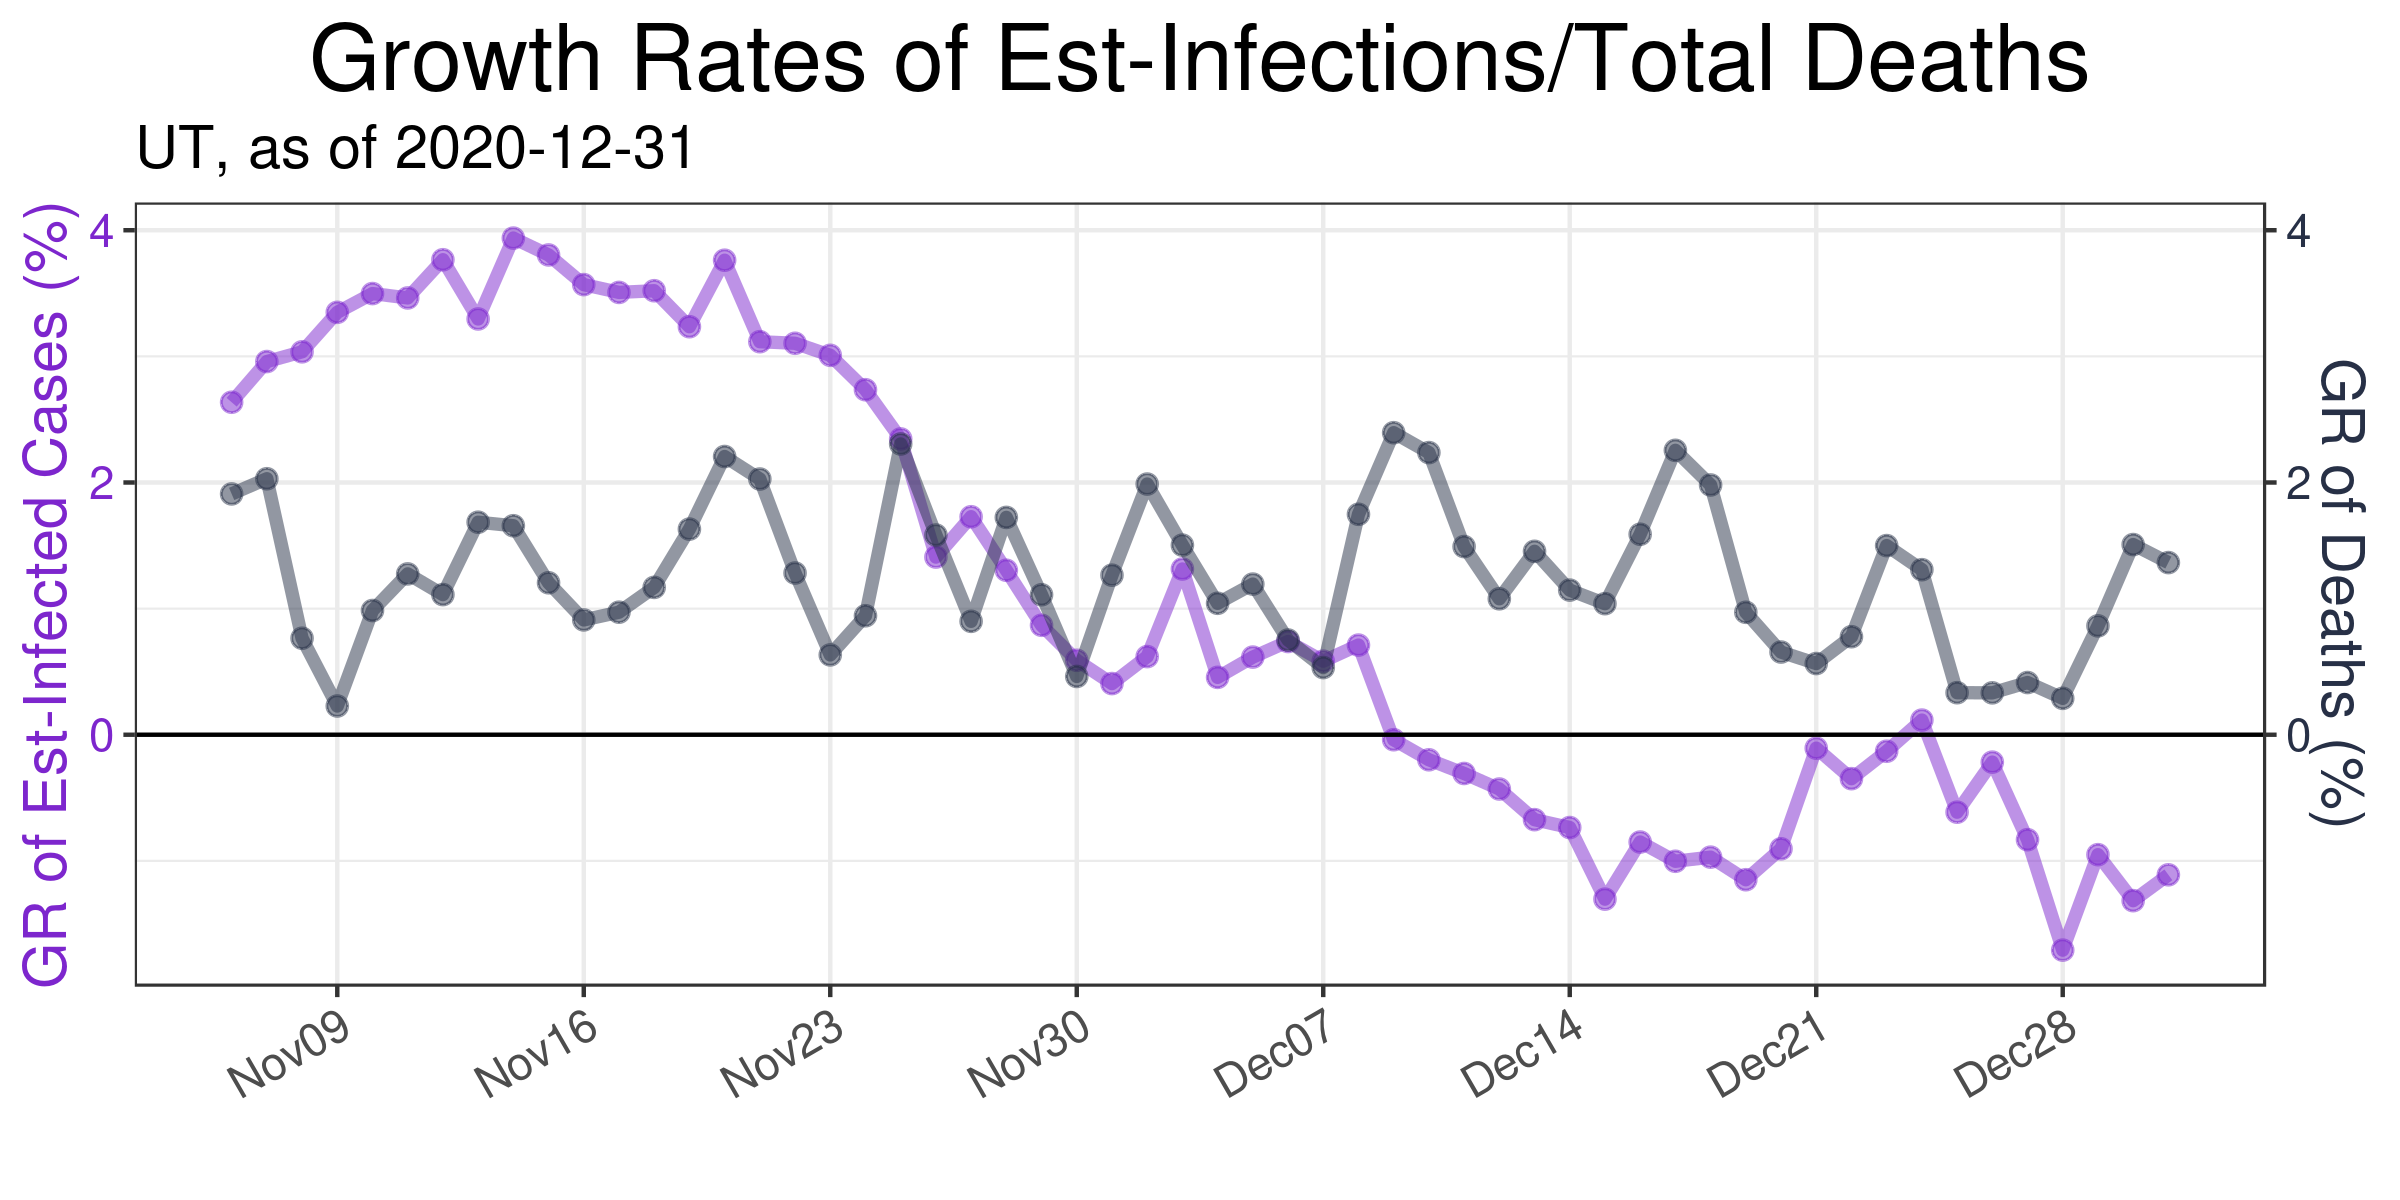 Growth Rates of Est-Infections/Total Deaths
UT, as of 2020-12-31
GR of Est-Infected Cases (%)
4
2
0
4
2
0
GR of Deaths (%)
Nov09
Nov16
Nov23
Nov30
Dec07
Dec14
Dec21
Dec28